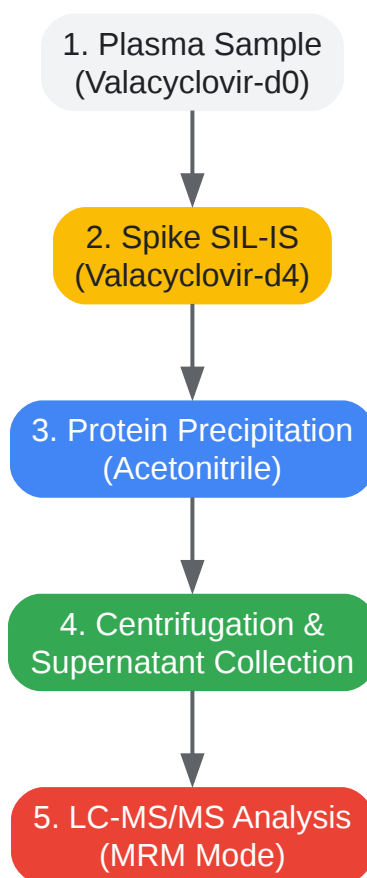 1. Plasma Sample
(Valacyclovir-d0)
2. Spike SIL-IS
(Valacyclovir-d4)
3. Protein Precipitation
(Acetonitrile)
4. Centrifugation &
Supernatant Collection
5. LC-MS/MS Analysis
(MRM Mode)